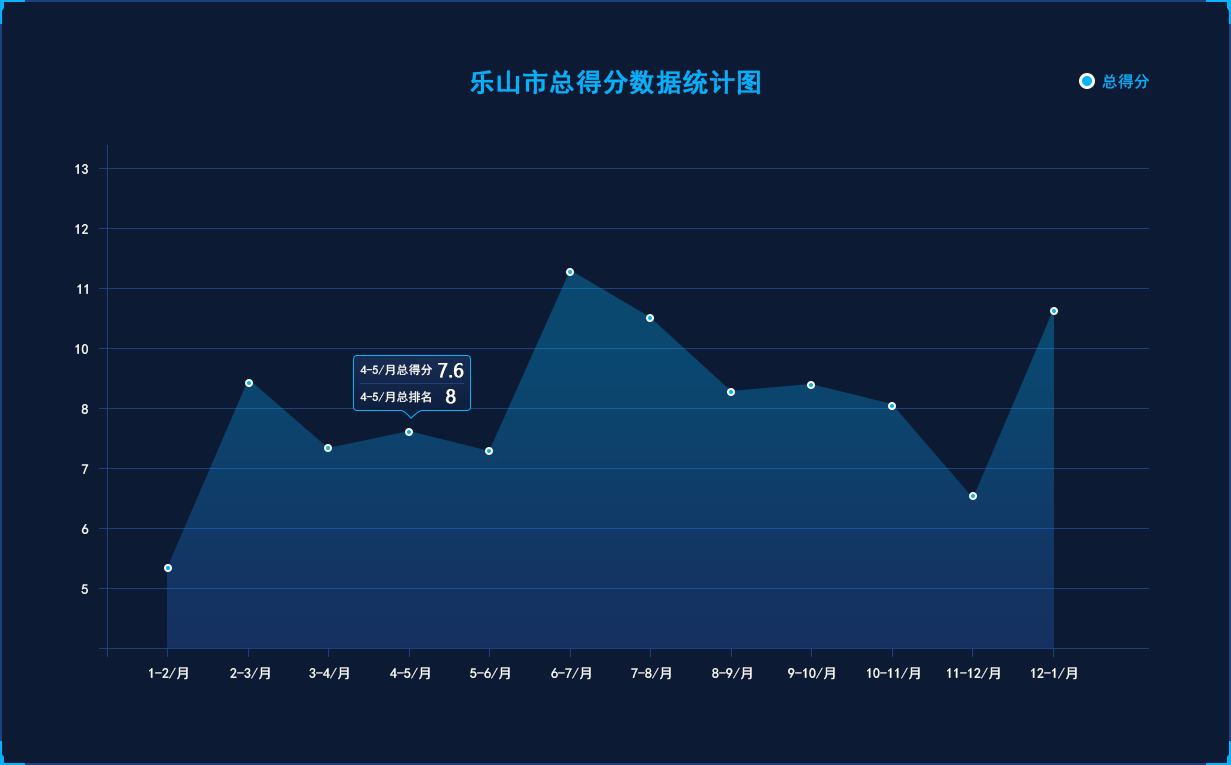 乐山市总得分数据统计图
总得分
13
12
11
10
8
7
6
5
4-5/月总得分 7.6
4-5/月总排名 8
1-2/月 2-3/月 3-4/月 4-5/月 5-6/月 6-7/月 7-8/月 8-9/月 9-10/月 10-11/月 11-12/月 12-1/月